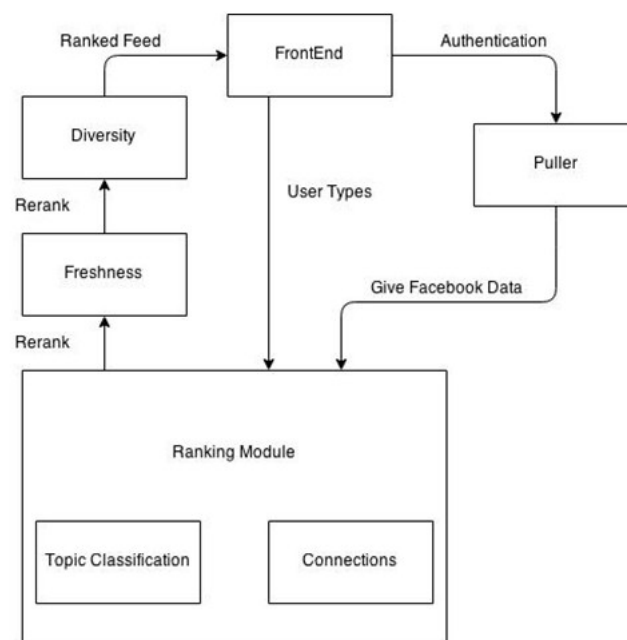 Ranked Feed
FrontEnd
Authentication
Diversity
Puller
Rerank
User Types
Freshness
Give Facebook Data
Rerank
Ranking Module
Topic Classification
Connections